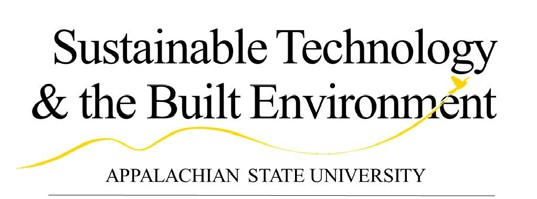 Sustainable Technology
& the Built Environment
APPALACHIAN STATE UNIVERSITY